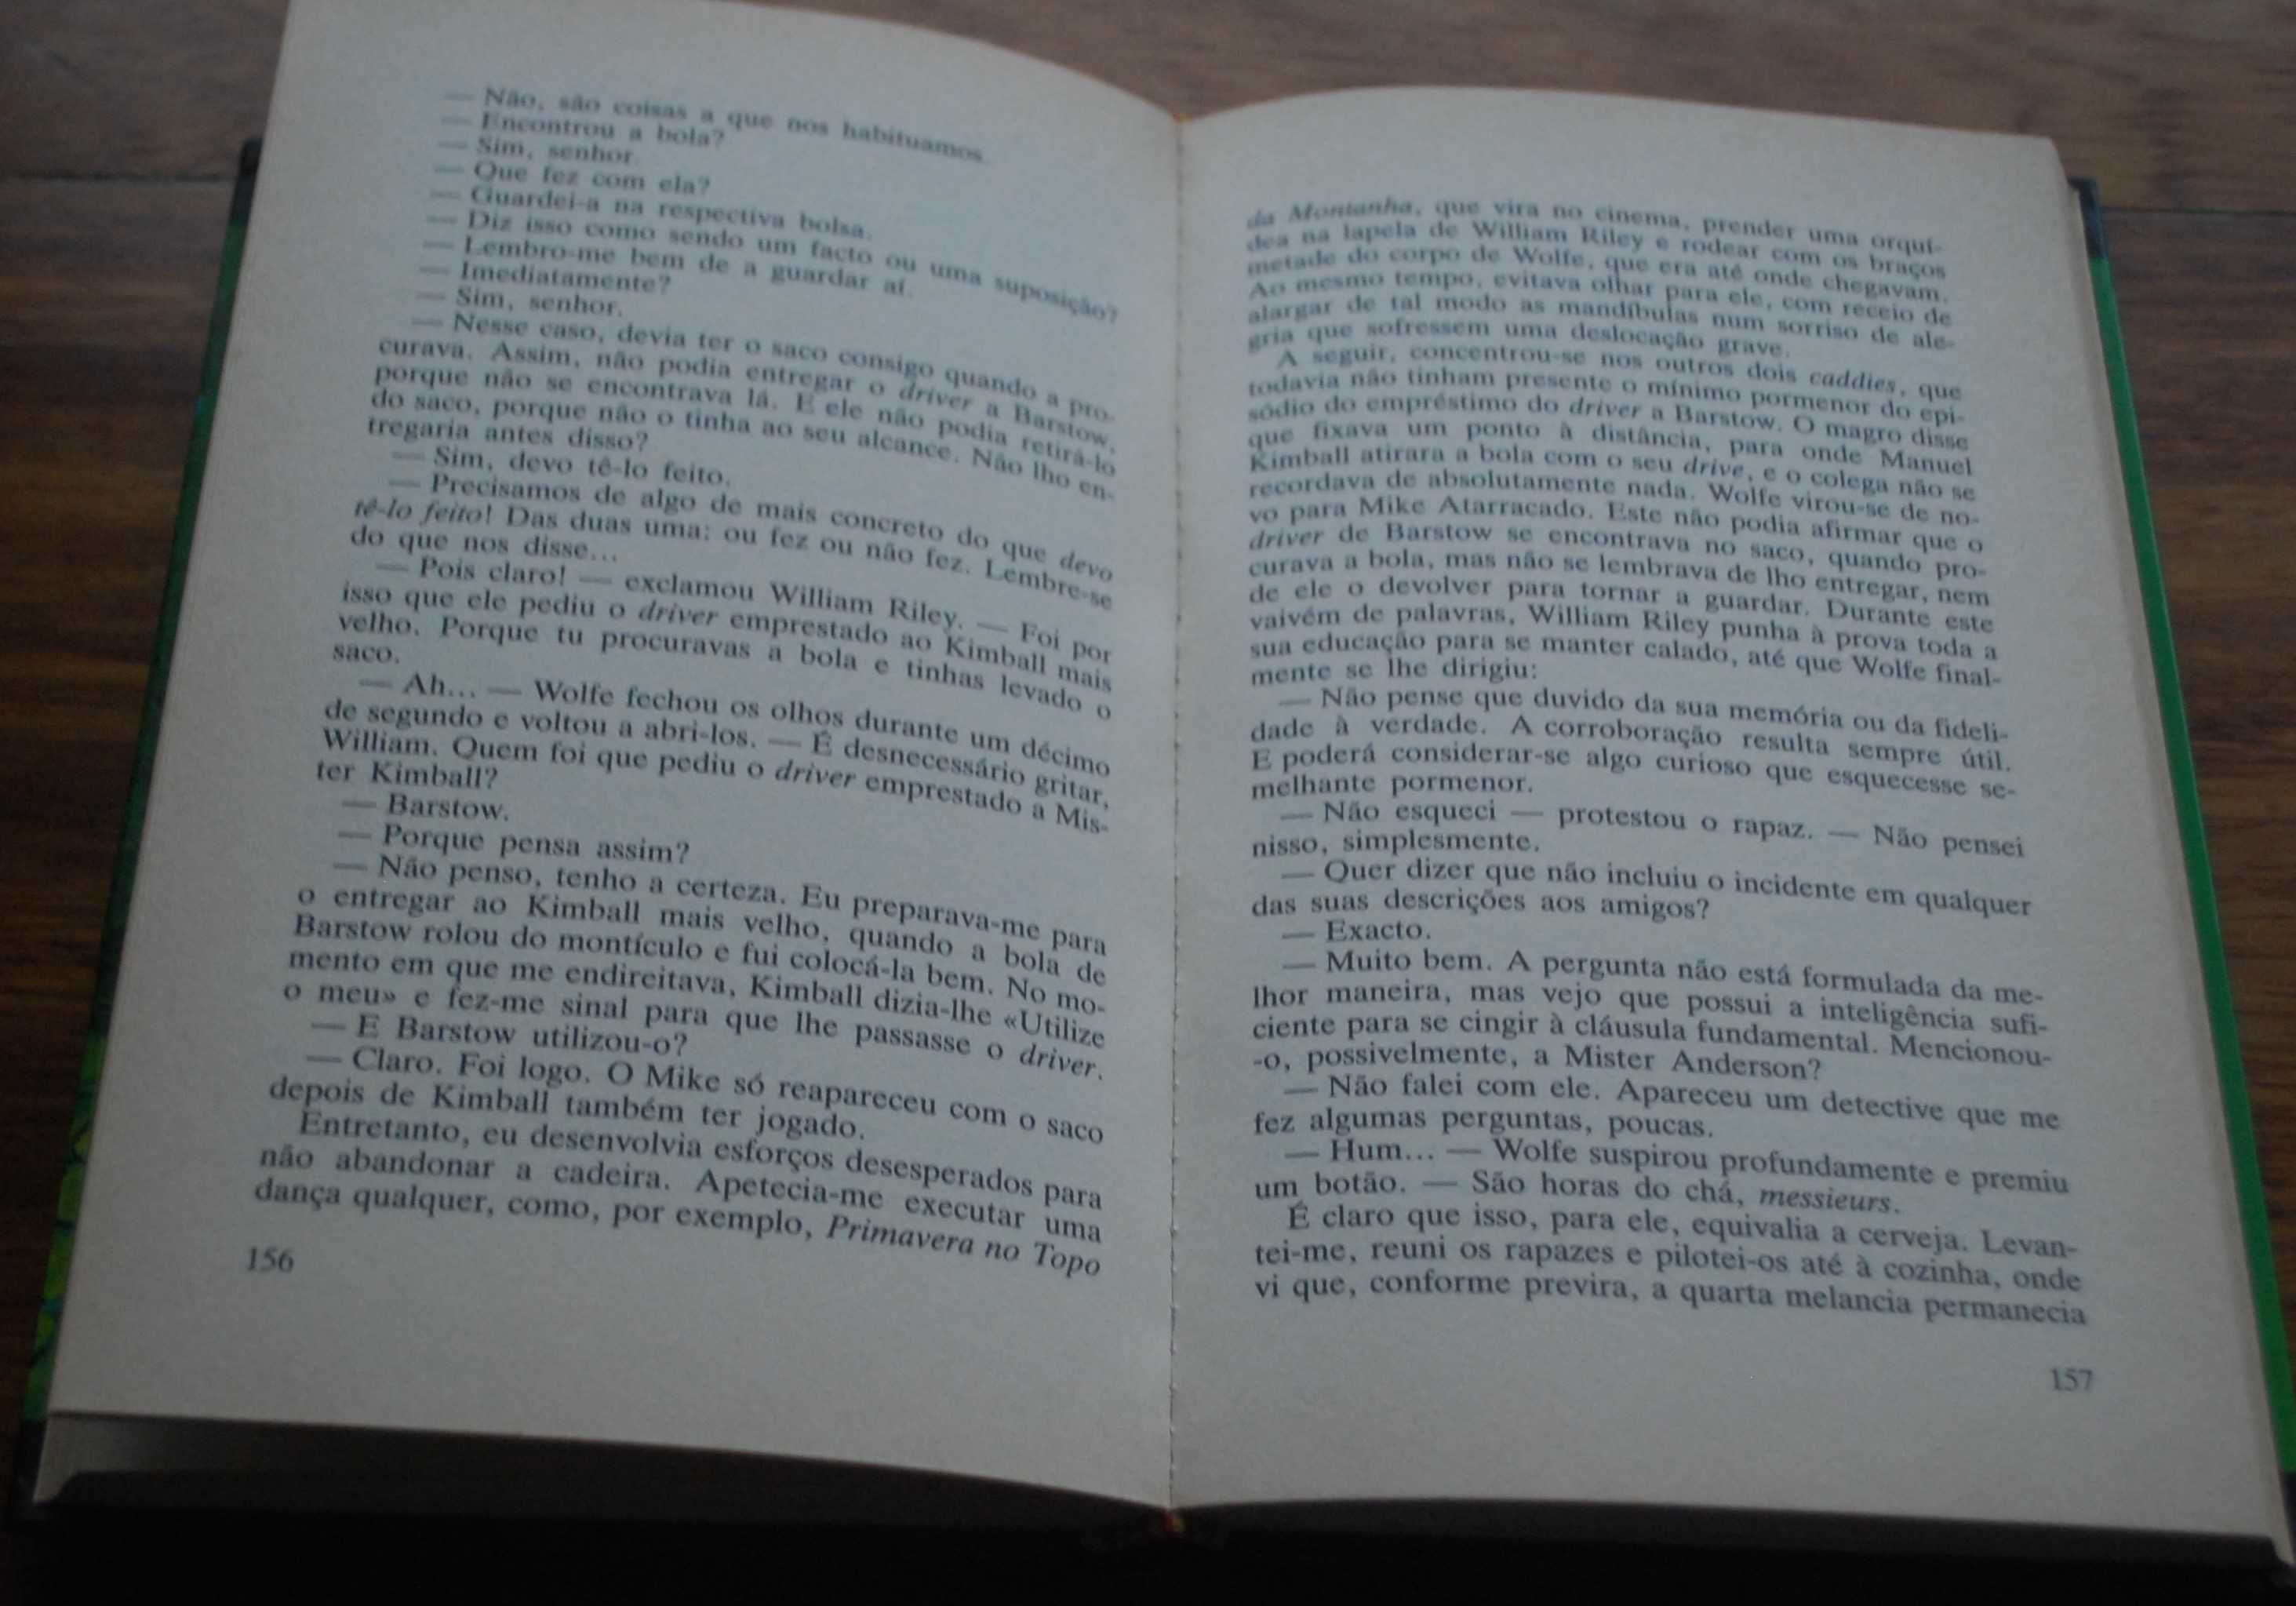 — Não, são coisas a que nos habituamos.
— Encontrou a bola?
— Sim, senhor.
— Que fez com ela?
— Guardei-a na respectiva bolsa.
— Diz isso como sendo um facto ou uma suposição?
— Lembro-me bem de a guardar aí.
— Imediatamente?
— Sim, senhor.
— Nesse caso, devia ter o saco consigo quando a pro-
curava. Assim, não podia entregar o driver a Barstow,
porque não se encontrava lá. E ele não podia retirá-lo
do saco, porque não o tinha ao seu alcance. Não lho en-
tregaria antes disso?
— Sim, devo tê-lo feito.
— Precisamos de algo de mais concreto do que devo
tê-lo feito! Das duas uma: ou fez ou não fez. Lembre-se
do que nos disse...
— Pois claro! — exclamou William Riley. — Foi por
isso que ele pediu o driver emprestado ao Kimball mais
velho. Porque tu procuravas a bola e tinhas levado o
saco.
— Ah... — Wolfe fechou os olhos durante um décimo
de segundo e voltou a abri-los. — É desnecessário gritar,
William. Quem foi que pediu o driver emprestado a Mis-
ter Kimball?
— Barstow.
— Porque pensa assim?
— Não penso, tenho a certeza. Eu preparava-me para
o entregar ao Kimball mais velho, quando a bola de
Barstow rolou do montículo e fui colocá-la bem. No mo-
mento em que me endireitava, Kimball dizia-lhe «Utilize
o meu» e fez-me sinal para que lhe passasse o driver.
— E Barstow utilizou-o?
— Claro. Foi logo. O Mike só reapareceu com o saco
depois de Kimball também ter jogado.
Entretanto, eu desenvolvia esforços desesperados para
não abandonar a cadeira. Apetecia-me executar uma
dança qualquer, como, por exemplo, Primavera no Topo
156
da Montanha, que vira no cinema, prender uma orquí-
dea na lapela de William Riley e rodear com os braços
metade do corpo de Wolfe, que era até onde chegavam.
Ao mesmo tempo, evitava olhar para ele, com receio de
alargar de tal modo as mandíbulas num sorriso de ale-
gria que sofressem uma deslocação grave.
A seguir, concentrou-se nos outros dois caddies, que
todavia não tinham presente o mínimo pormenor do epi-
sódio do empréstimo do driver a Barstow. O magro disse
que fixava um ponto à distância, para onde Manuel
Kimball atirara a bola com o seu drive, e o colega não se
recordava de absolutamente nada. Wolfe virou-se de no-
vo para Mike Atarracado. Este não podia afirmar que o
driver de Barstow se encontrava no saco, quando pro-
curava a bola, mas não se lembrava de lho entregar, nem
de ele o devolver para tornar a guardar. Durante este
vaivém de palavras, William Riley punha à prova toda a
sua educação para se manter calado, até que Wolfe final-
mente se lhe dirigiu:
— Não pense que duvido da sua memória ou da fideli-
dade à verdade. A corroboração resulta sempre útil.
E poderá considerar-se algo curioso que esquecesse se-
melhante pormenor.
— Não esqueci — protestou o rapaz. — Não pensei
nisso, simplesmente.
— Quer dizer que não incluiu o incidente em qualquer
das suas descrições aos amigos?
— Exacto.
— Muito bem. A pergunta não está formulada da me-
lhor maneira, mas vejo que possui a inteligência sufi-
ciente para se cingir à cláusula fundamental. Mencionou-
-o, possivelmente, a Mister Anderson?
— Não falei com ele. Apareceu um detective que me
fez algumas perguntas, poucas.
— Hum... — Wolfe suspirou profundamente e premiu
um botão. — São horas do chá, messieurs.
É claro que isso, para ele, equivalia a cerveja. Levan-
tei-me, reuni os rapazes e pilotei-os até à cozinha, onde
vi que, conforme previra, a quarta melancia permanecia
157